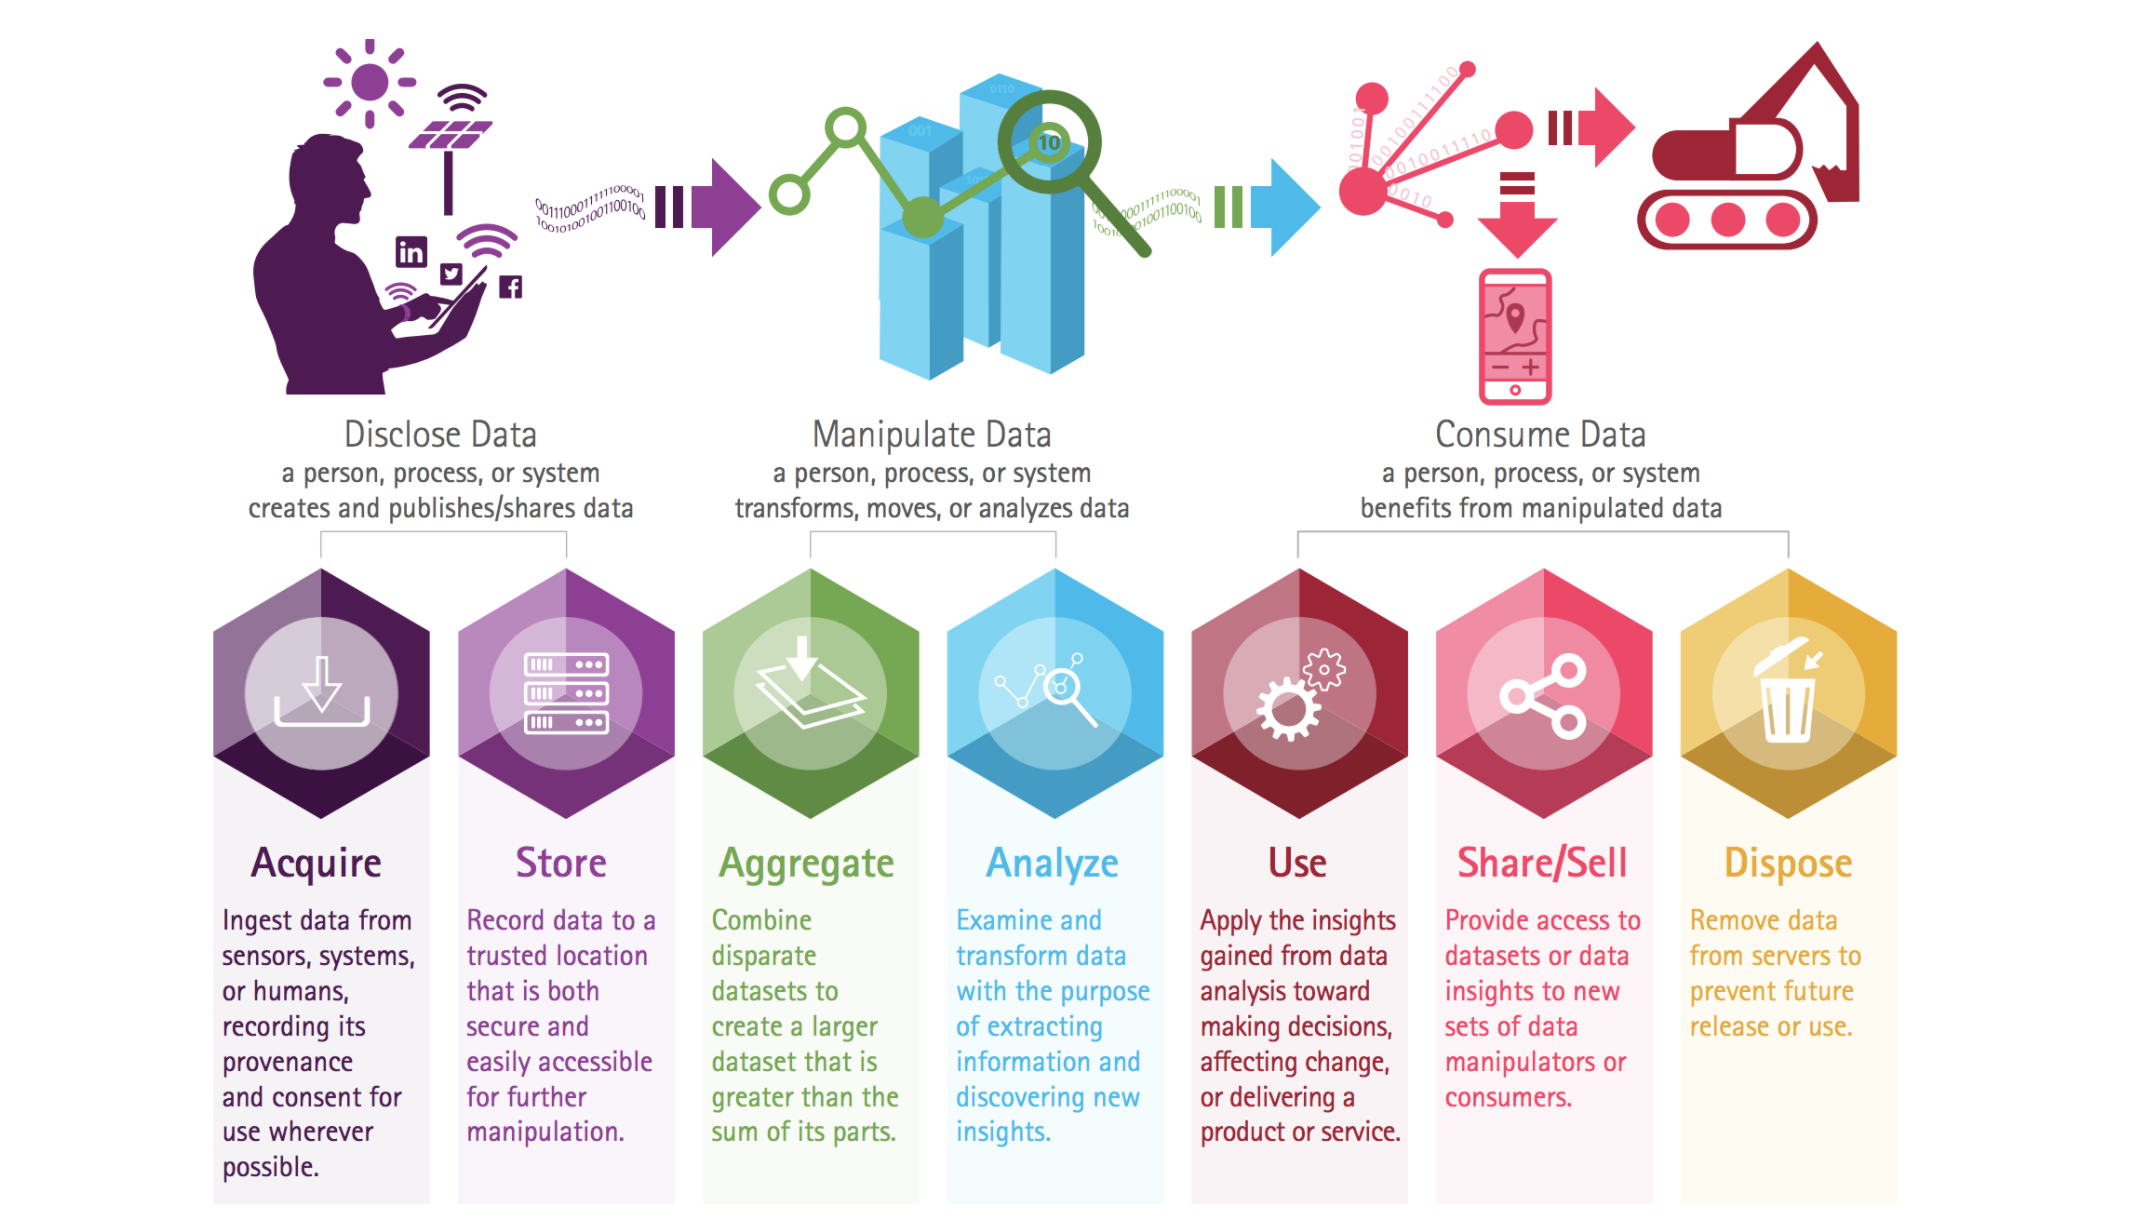 in
001
0110
10
Disclose Data
a person, process, or system
creates and publishes/shares data
Manipulate Data
a person, process, or system
transforms, moves, or analyzes data
Consume Data
a person, process, or system
benefits from manipulated data
Acquire
Ingest data from
sensors, systems,
or humans,
recording its
provenance
and consent for
use wherever
possible.
Store
Record data to a
trusted location
that is both
secure and
easily accessible
for further
manipulation.
Aggregate
Combine
disparate
datasets to
create a larger
dataset that is
greater than the
sum of its parts.
Analyze
Examine and
transform data
with the purpose
of extracting
information and
discovering new
insights.
Use
Apply the insights
gained from data
analysis toward
making decisions,
affecting change,
or delivering a
product or service.
Share/Sell
Provide access to
datasets or data
insights to new
sets of data
manipulators or
consumers.
Dispose
Remove data
from servers to
prevent future
release or use.